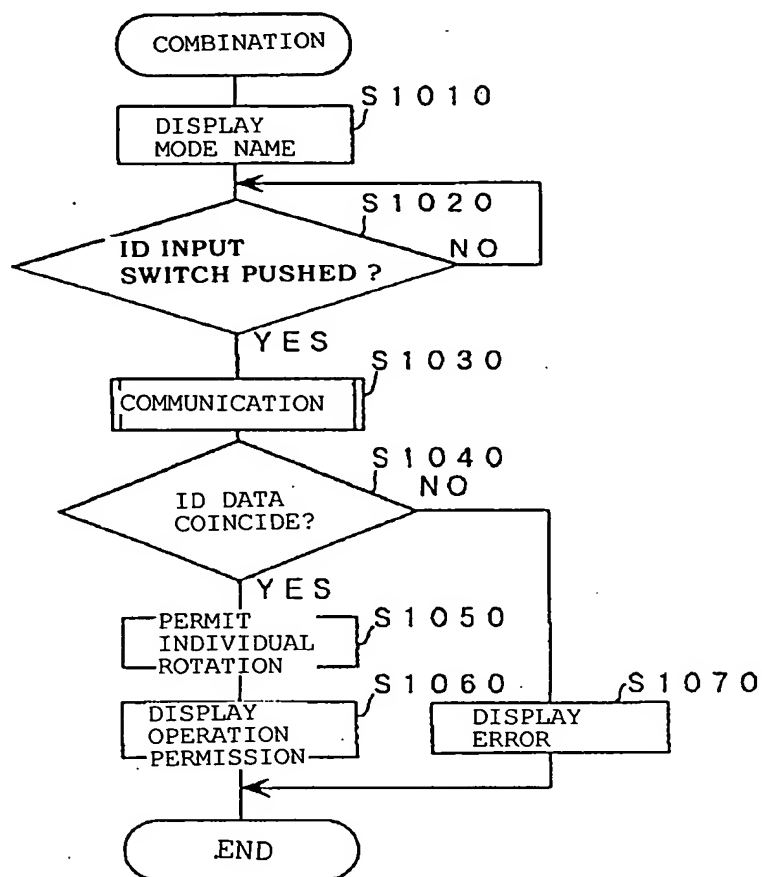 COMBINATION
S1010
DISPLAY
MODE NAME
S1020
ID INPUT
SWITCH PUSHED ?
NO
YES
S1030
COMMUNICATION
S1040
NO
ID DATA
COINCIDE?
YES
S1050
PERMIT
INDIVIDUAL
ROTATION
S1060
DISPLAY
OPERATION
PERMISSION
S1070
DISPLAY
ERROR
END